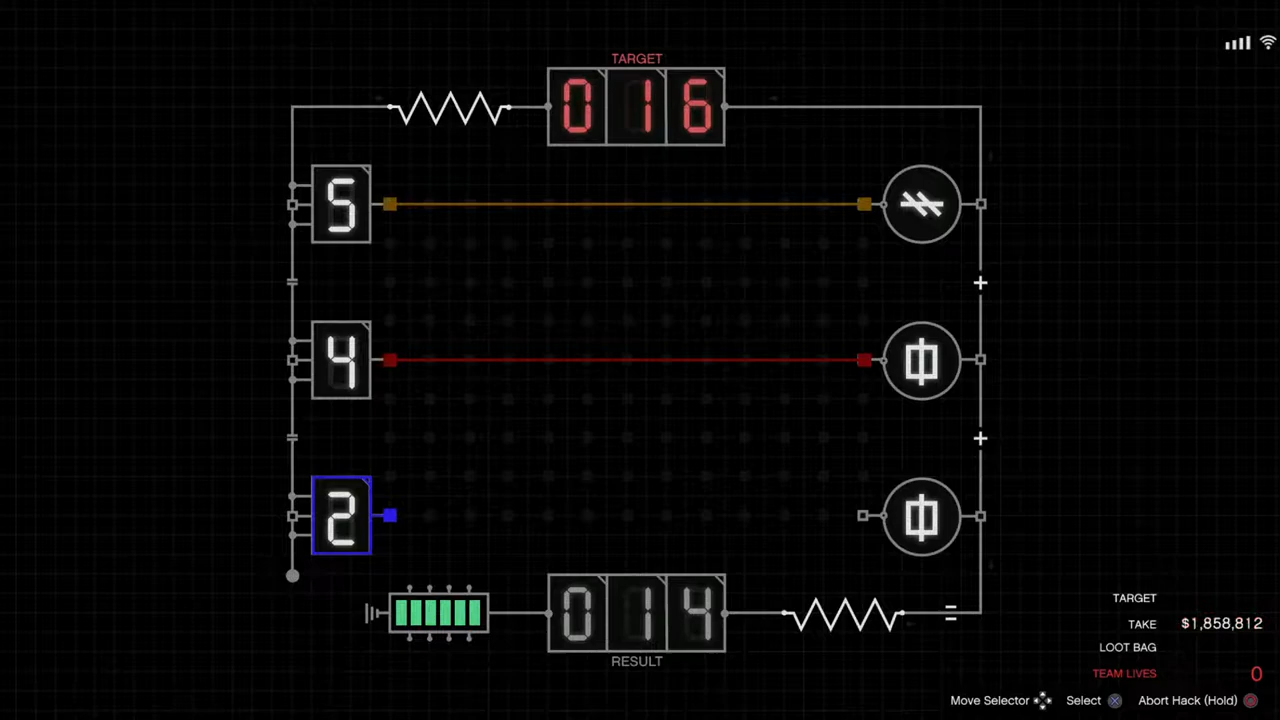 TARGET
016
5
4
2
014
RESULT
TARGET
TAKE $1,858,812
LOOT BAG
TEAM LIVES 0
Move Selector Select Abort Hack (Hold)